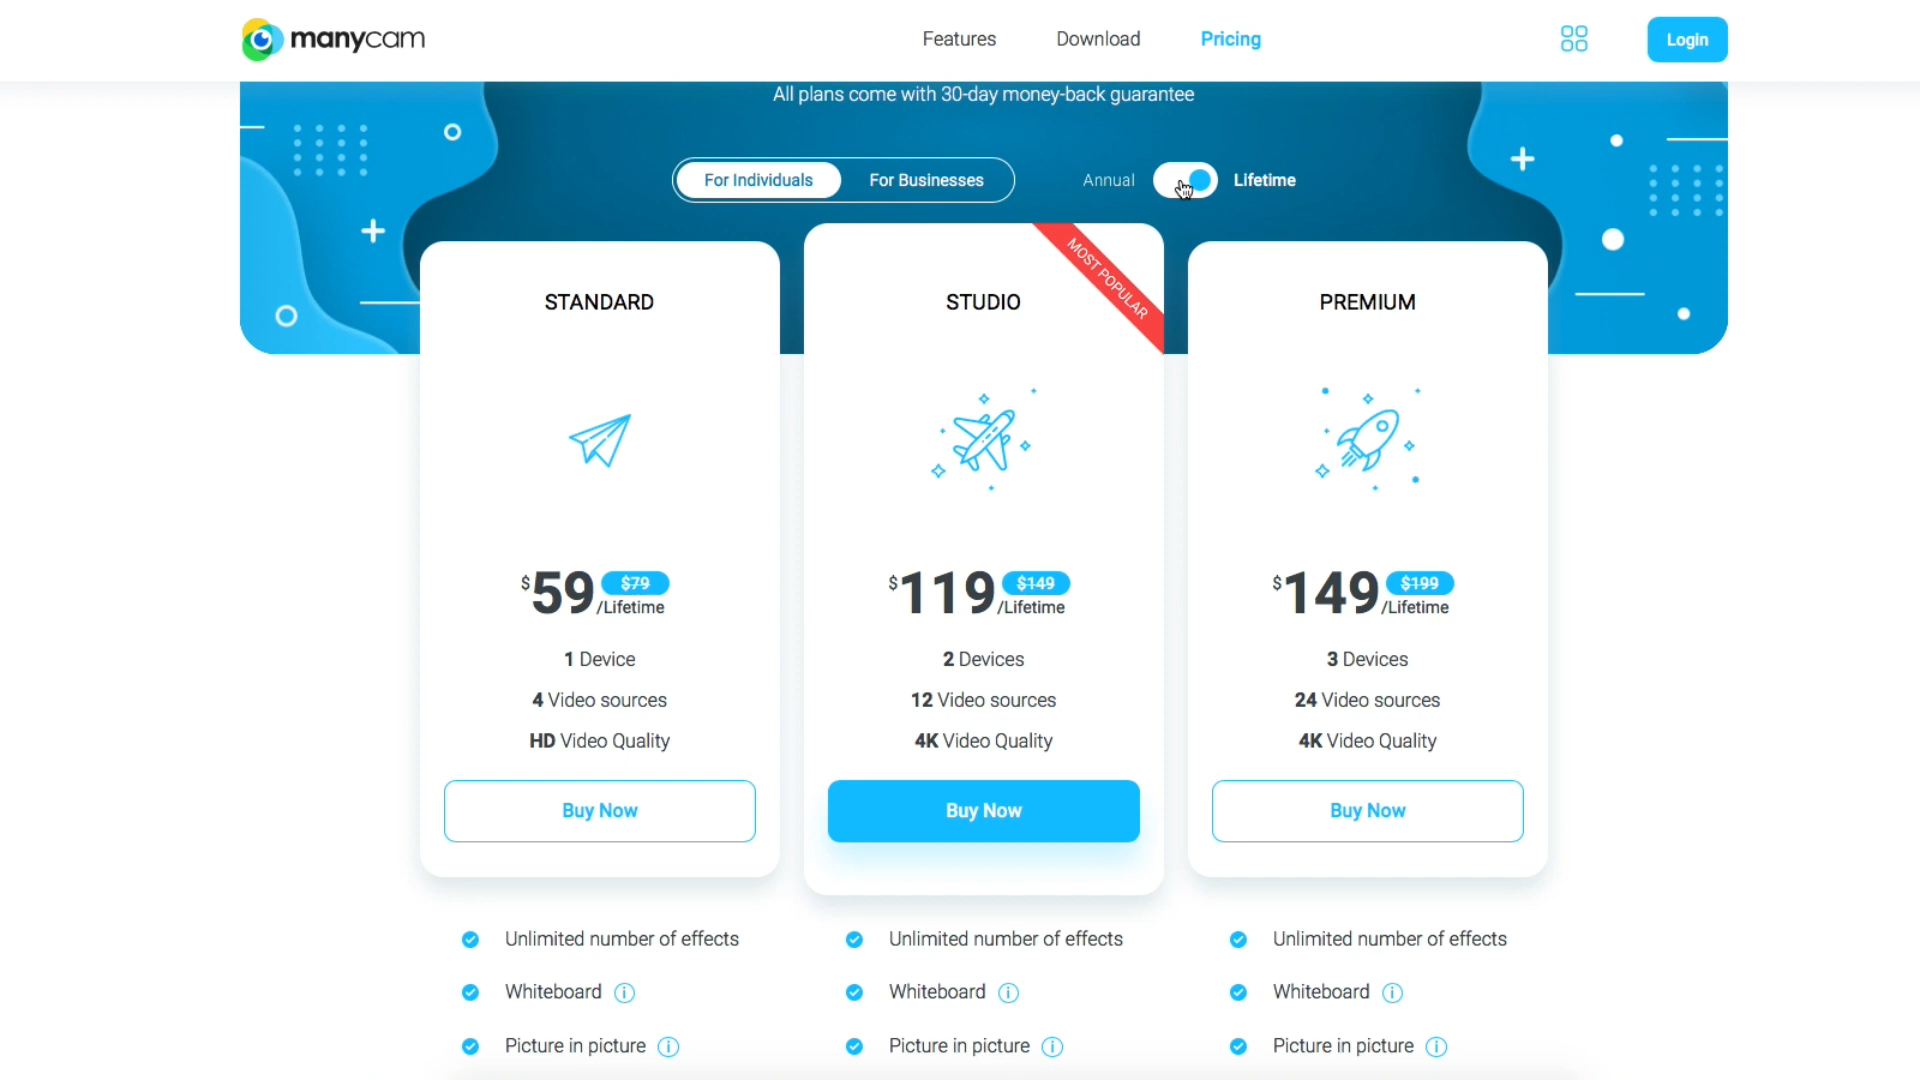 manycam
Features
Download
Pricing
Login
All plans come with 30-day money-back guarantee
For Individuals
For Businesses
Annual
Lifetime
STANDARD
$59
$79
/Lifetime
1 Device
4 Video sources
HD Video Quality
Buy Now
Unlimited number of effects
Whiteboard
Picture in picture
MOST POPULAR
STUDIO
$119
$149
/Lifetime
2 Devices
12 Video sources
4K Video Quality
Buy Now
Unlimited number of effects
Whiteboard
Picture in picture
PREMIUM
$149
$199
/Lifetime
3 Devices
24 Video sources
4K Video Quality
Buy Now
Unlimited number of effects
Whiteboard
Picture in picture